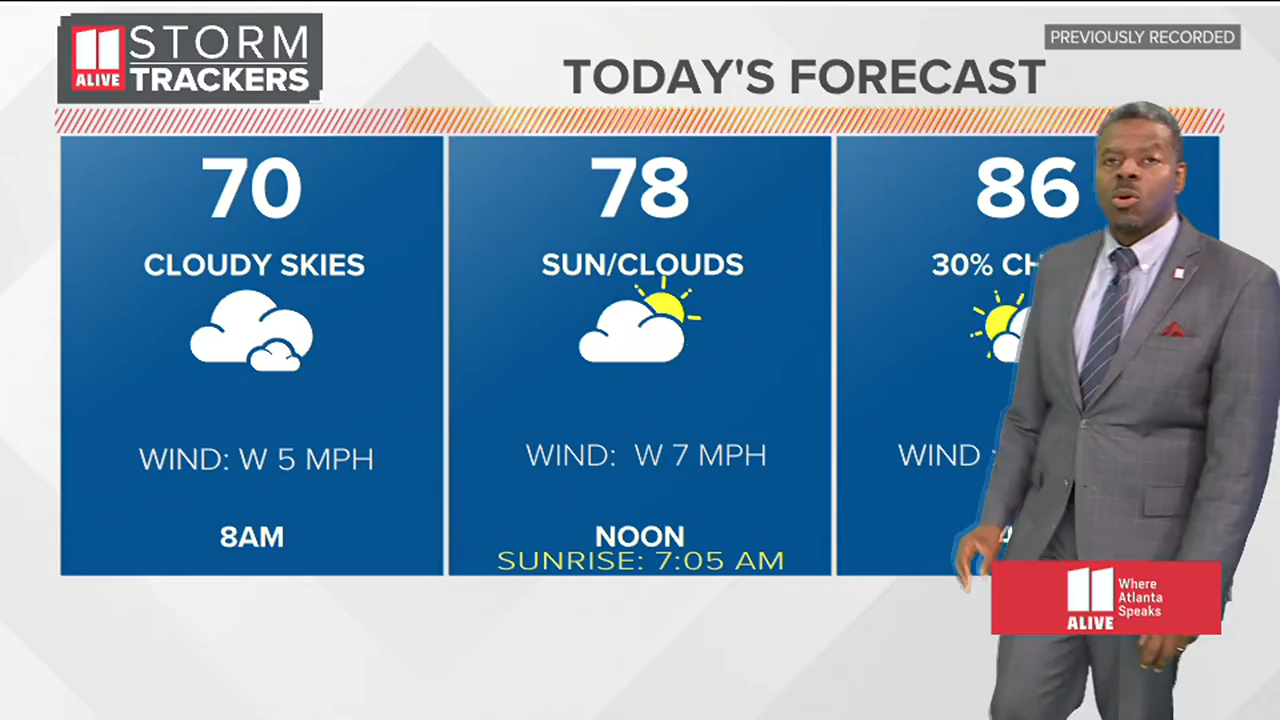 11 ALIVE
STORM
TRACKERS
PREVIOUSLY RECORDED
TODAY'S FORECAST
70
CLOUDY SKIES
WIND: W 5 MPH
8AM
78
SUN/CLOUDS
WIND: W 7 MPH
NOON
SUNRISE: 7:05 AM
86
30%
WIND
11 ALIVE
Where
Atlanta
Speaks